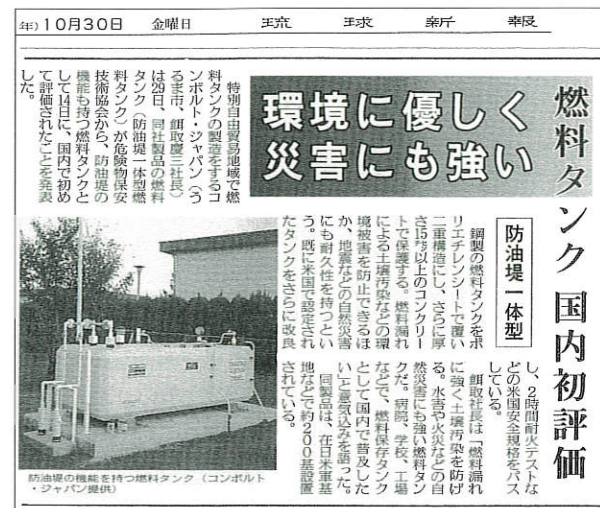 年)10月30日　金曜日　琉球新報
燃料タンク 国内初評価
環境に優しく
災害にも強い
防油堤一体型
特別自由貿易地域で燃
料タンクの製造をするコ
ンボルト・ジャパン(う
るま市、餌取慶三社長)
は29日、同社製品の燃料
タンク(防油堤一体型燃
料タンク)が危険物保安
技術協会から、防油堤の
機能も持つ燃料タンクと
して14日に、国内で初め
て評価されたことを発表
した。
鋼製の燃料タンクをポ
リエチレンシートで覆い
二重構造にし、さらに厚
さ15㌢以上のコンクリー
トで保護する。燃料漏れ
による土壌汚染などの環
境被害を防止できるほ
か、地震などの自然災害
にも耐久性を持つとい
う。既に米国で認定され
たタンクをさらに改良
し、2時間耐火テストな
どの米国安全規格をパス
している。
餌取社長は「燃料漏れ
に強く土壌汚染を防げ
る。水害や火災などの自
然災害にも強い燃料タン
クだ。病院、学校、工場
などで、燃料保存タンク
として国内で普及した
い」と意気込みを語った。
同製品は、在日米軍基
地などで約200基設置
されている。
防油堤の機能を持つ燃料タンク(コンボルト
・ジャパン提供)